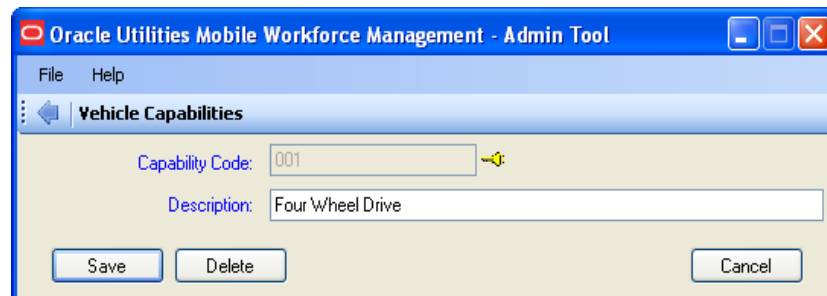 Oracle Utilities Mobile Workforce Management - Admin Tool
File Help
Vehicle Capabilities
Capability Code: 001
Description: Four Wheel Drive
Save Delete Cancel